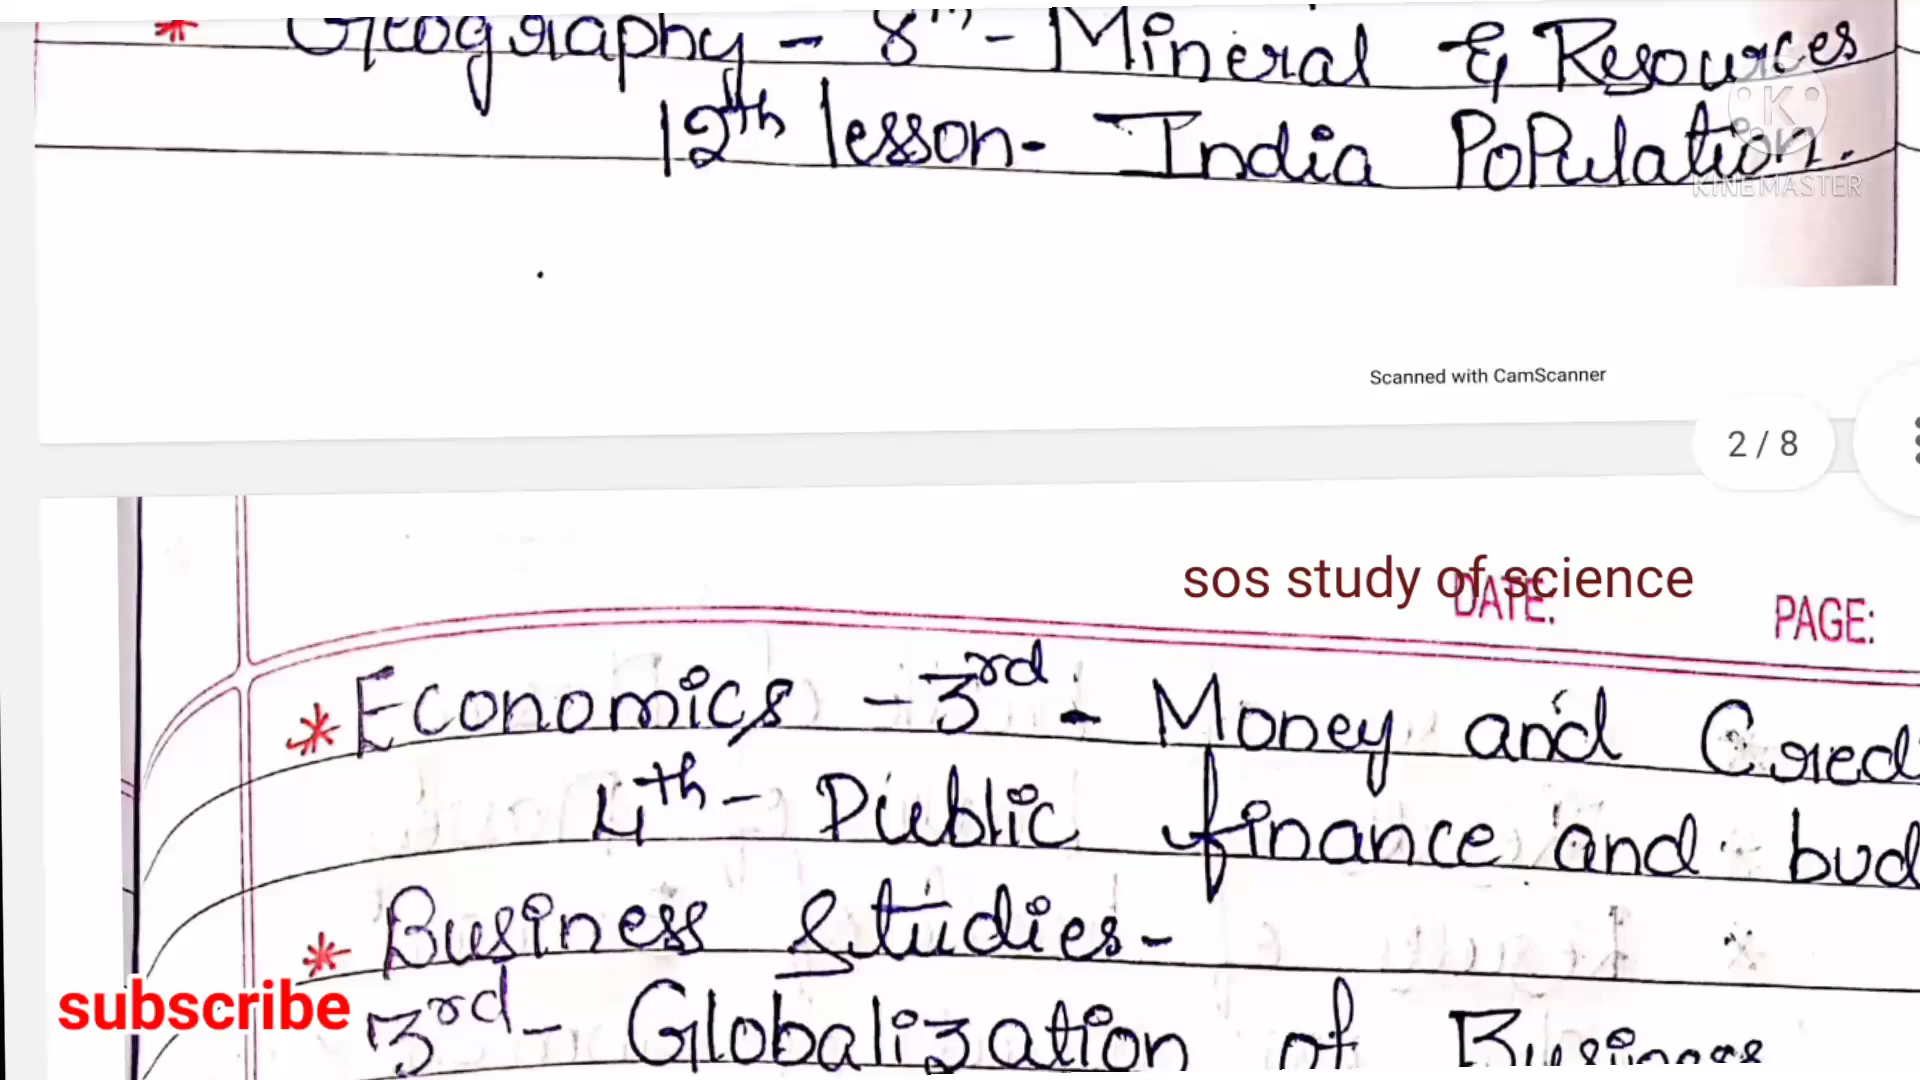 * Geography - 8th - Mineral & Resources
12th lesson - India Population.
KINEMASTER
Scanned with CamScanner
2 / 8
sos study of science
DATE:
PAGE:
* Economics - 3rd - Money and Cred
4th - Public finance and bud
* Business Studies -
subscribe
3rd - Globalization of Business